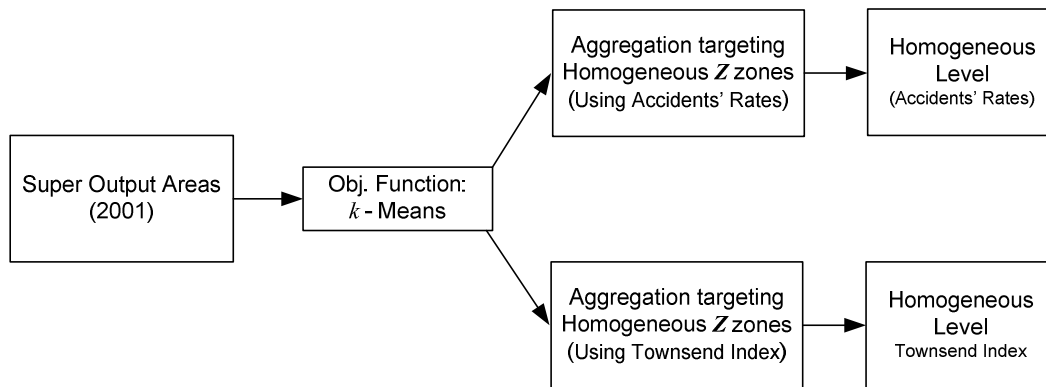 Super Output Areas
(2001)
Obj. Function:
k - Means
Aggregation targeting
Homogeneous Z zones
(Using Accidents’ Rates)
Homogeneous
Level
(Accidents’ Rates)
Aggregation targeting
Homogeneous Z zones
(Using Townsend Index)
Homogeneous
Level
Townsend Index